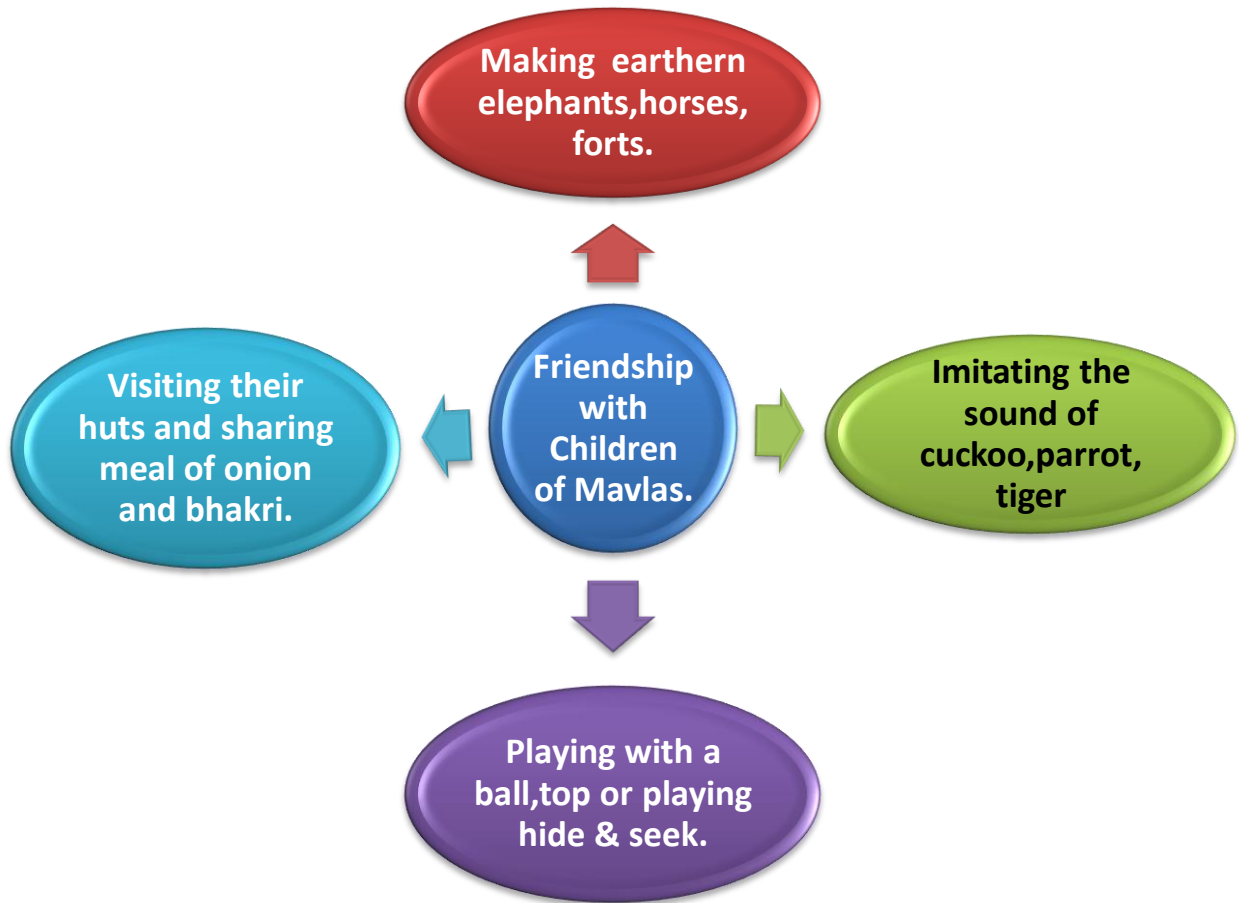 Making earthern
elephants,horses,
forts.
Visiting their
huts and sharing
meal of onion
and bhakri.
Friendship
with
Children
of Mavlas.
Imitating the
sound of
cuckoo,parrot,
tiger
Playing with a
ball,top or playing
hide & seek.